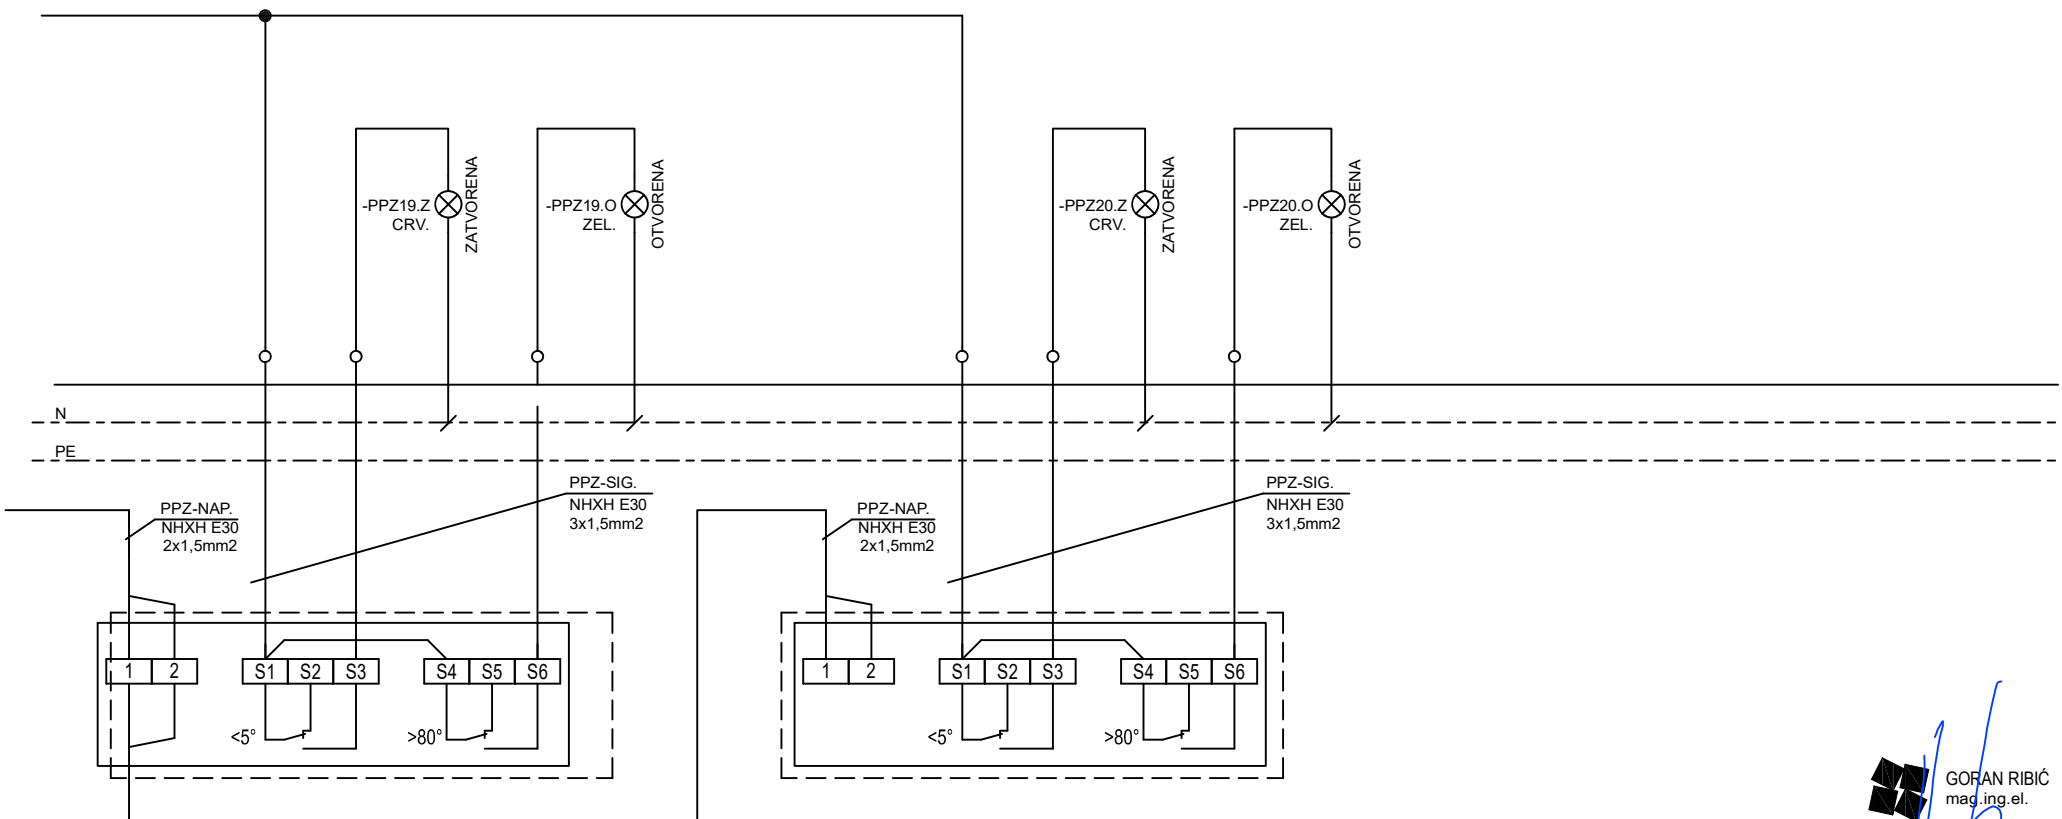 -PPZ19.Z
CRV.
ZATVORENA
-PPZ19.O
ZEL.
OTVORENA
-PPZ20.Z
CRV.
ZATVORENA
-PPZ20.O
ZEL.
OTVORENA
N
PE
PPZ-NAP.
NHXH E30
2x1,5mm2
PPZ-SIG.
NHXH E30
3x1,5mm2
PPZ-NAP.
NHXH E30
2x1,5mm2
PPZ-SIG.
NHXH E30
3x1,5mm2
1 2 S1 S2 S3 S4 S5 S6
<5° >80°
1 2 S1 S2 S3 S4 S5 S6
<5° >80°
GORAN RIBIĆ
mag.ing.el.